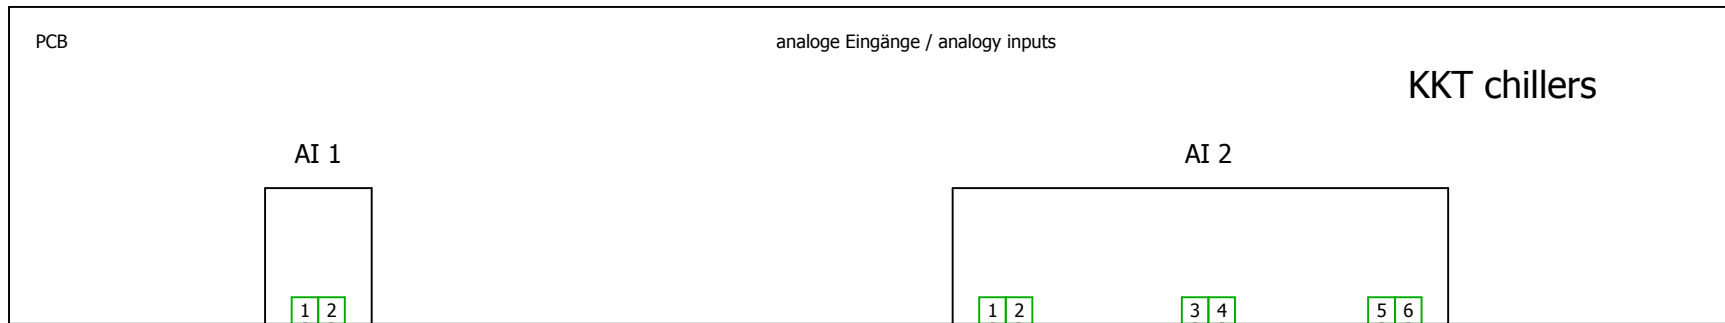 PCB
analoge Eingänge / analogy inputs
KKT chillers
AI 1
AI 2
1 2
1 2
3 4
5 6